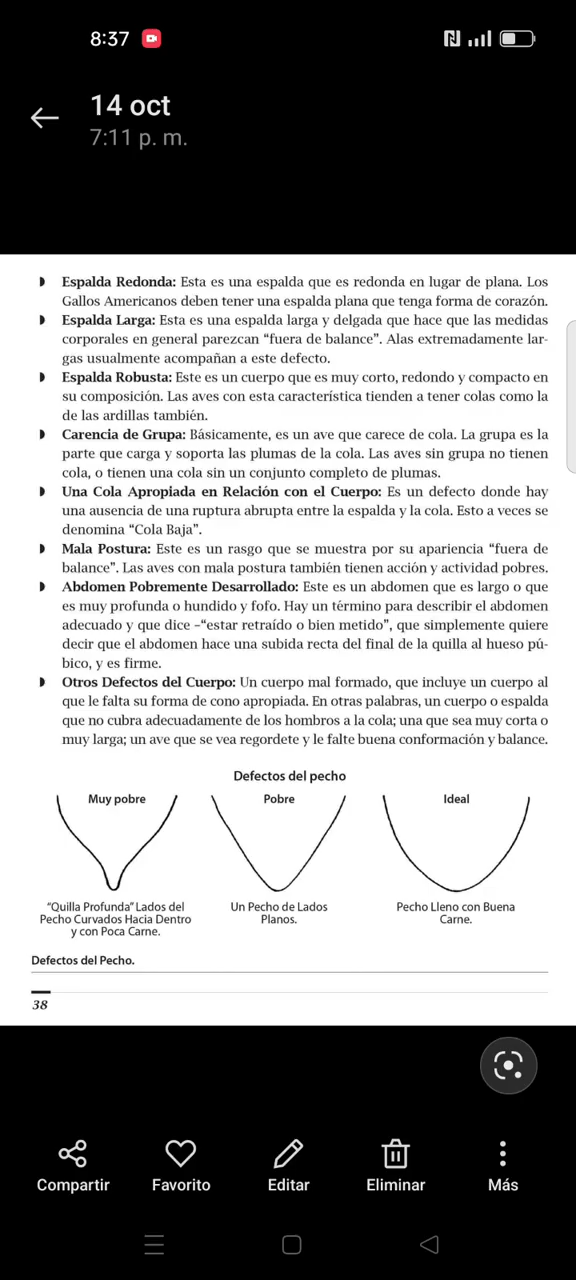 8:37
14 oct
7:11 p. m.
◗ Espalda Redonda: Esta es una espalda que es redonda en lugar de plana. Los
Gallos Americanos deben tener una espalda plana que tenga forma de corazón.
◗ Espalda Larga: Esta es una espalda larga y delgada que hace que las medidas
corporales en general parezcan “fuera de balance”. Alas extremadamente lar-
gas usualmente acompañan a este defecto.
◗ Espalda Robusta: Este es un cuerpo que es muy corto, redondo y compacto en
su composición. Las aves con esta característica tienden a tener colas como la
de las ardillas también.
◗ Carencia de Grupa: Básicamente, es un ave que carece de cola. La grupa es la
parte que carga y soporta las plumas de la cola. Las aves sin grupa no tienen
cola, o tienen una cola sin un conjunto completo de plumas.
◗ Una Cola Apropiada en Relación con el Cuerpo: Es un defecto donde hay
una ausencia de una ruptura abrupta entre la espalda y la cola. Esto a veces se
denomina “Cola Baja”.
◗ Mala Postura: Este es un rasgo que se muestra por su apariencia “fuera de
balance”. Las aves con mala postura también tienen acción y actividad pobres.
◗ Abdomen Pobremente Desarrollado: Este es un abdomen que es largo o que
es muy profunda o hundido y fofo. Hay un término para describir el abdomen
adecuado y que dice –“estar retraído o bien metido”, que simplemente quiere
decir que el abdomen hace una subida recta del final de la quilla al hueso pú-
bico, y es firme.
◗ Otros Defectos del Cuerpo: Un cuerpo mal formado, que incluye un cuerpo al
que le falta su forma de cono apropiada. En otras palabras, un cuerpo o espalda
que no cubra adecuadamente de los hombros a la cola; una que sea muy corta o
muy larga; un ave que se vea regordete y le falte buena conformación y balance.
Defectos del pecho
Muy pobre
Pobre
Ideal
“Quilla Profunda” Lados del
Pecho Curvados Hacia Dentro
y con Poca Carne.
Un Pecho de Lados
Planos.
Pecho Lleno con Buena
Carne.
Defectos del Pecho.
38
Compartir
Favorito
Editar
Eliminar
Más